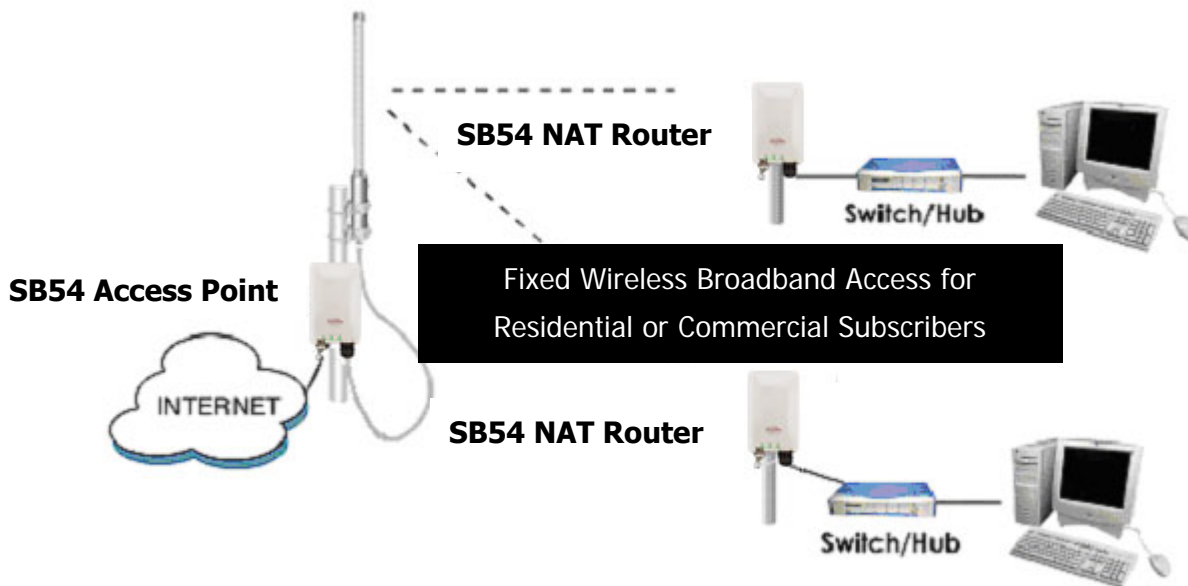 SB54 NAT Router
Switch/Hub
SB54 Access Point
Fixed Wireless Broadband Access for
Residential or Commercial Subscribers
INTERNET
SB54 NAT Router
Switch/Hub